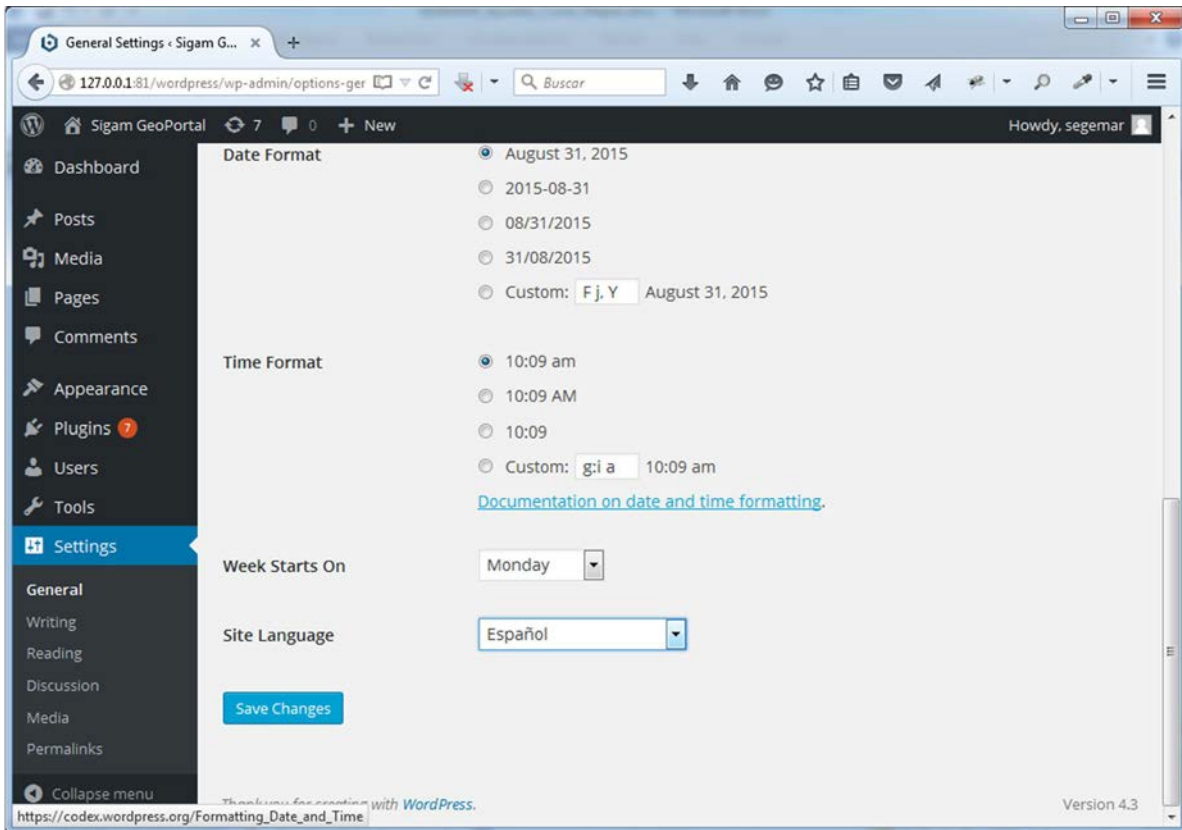 General Settings ‹ Sigam G...
127.0.0.1:81/wordpress/wp-admin/options-ger
Buscar
Sigam GeoPortal 7 0 + New Howdy, segemar
Dashboard
Posts
Media
Pages
Comments
Appearance
Plugins 7
Users
Tools
Settings
General
Writing
Reading
Discussion
Media
Permalinks
Collapse menu
Date Format
August 31, 2015
2015-08-31
08/31/2015
31/08/2015
Custom: F j, Y August 31, 2015
Time Format
10:09 am
10:09 AM
10:09
Custom: g:i a 10:09 am
Documentation on date and time formatting.
Week Starts On Monday
Site Language Español
Save Changes
Thank you for creating with WordPress. Version 4.3
https://codex.wordpress.org/Formatting_Date_and_Time